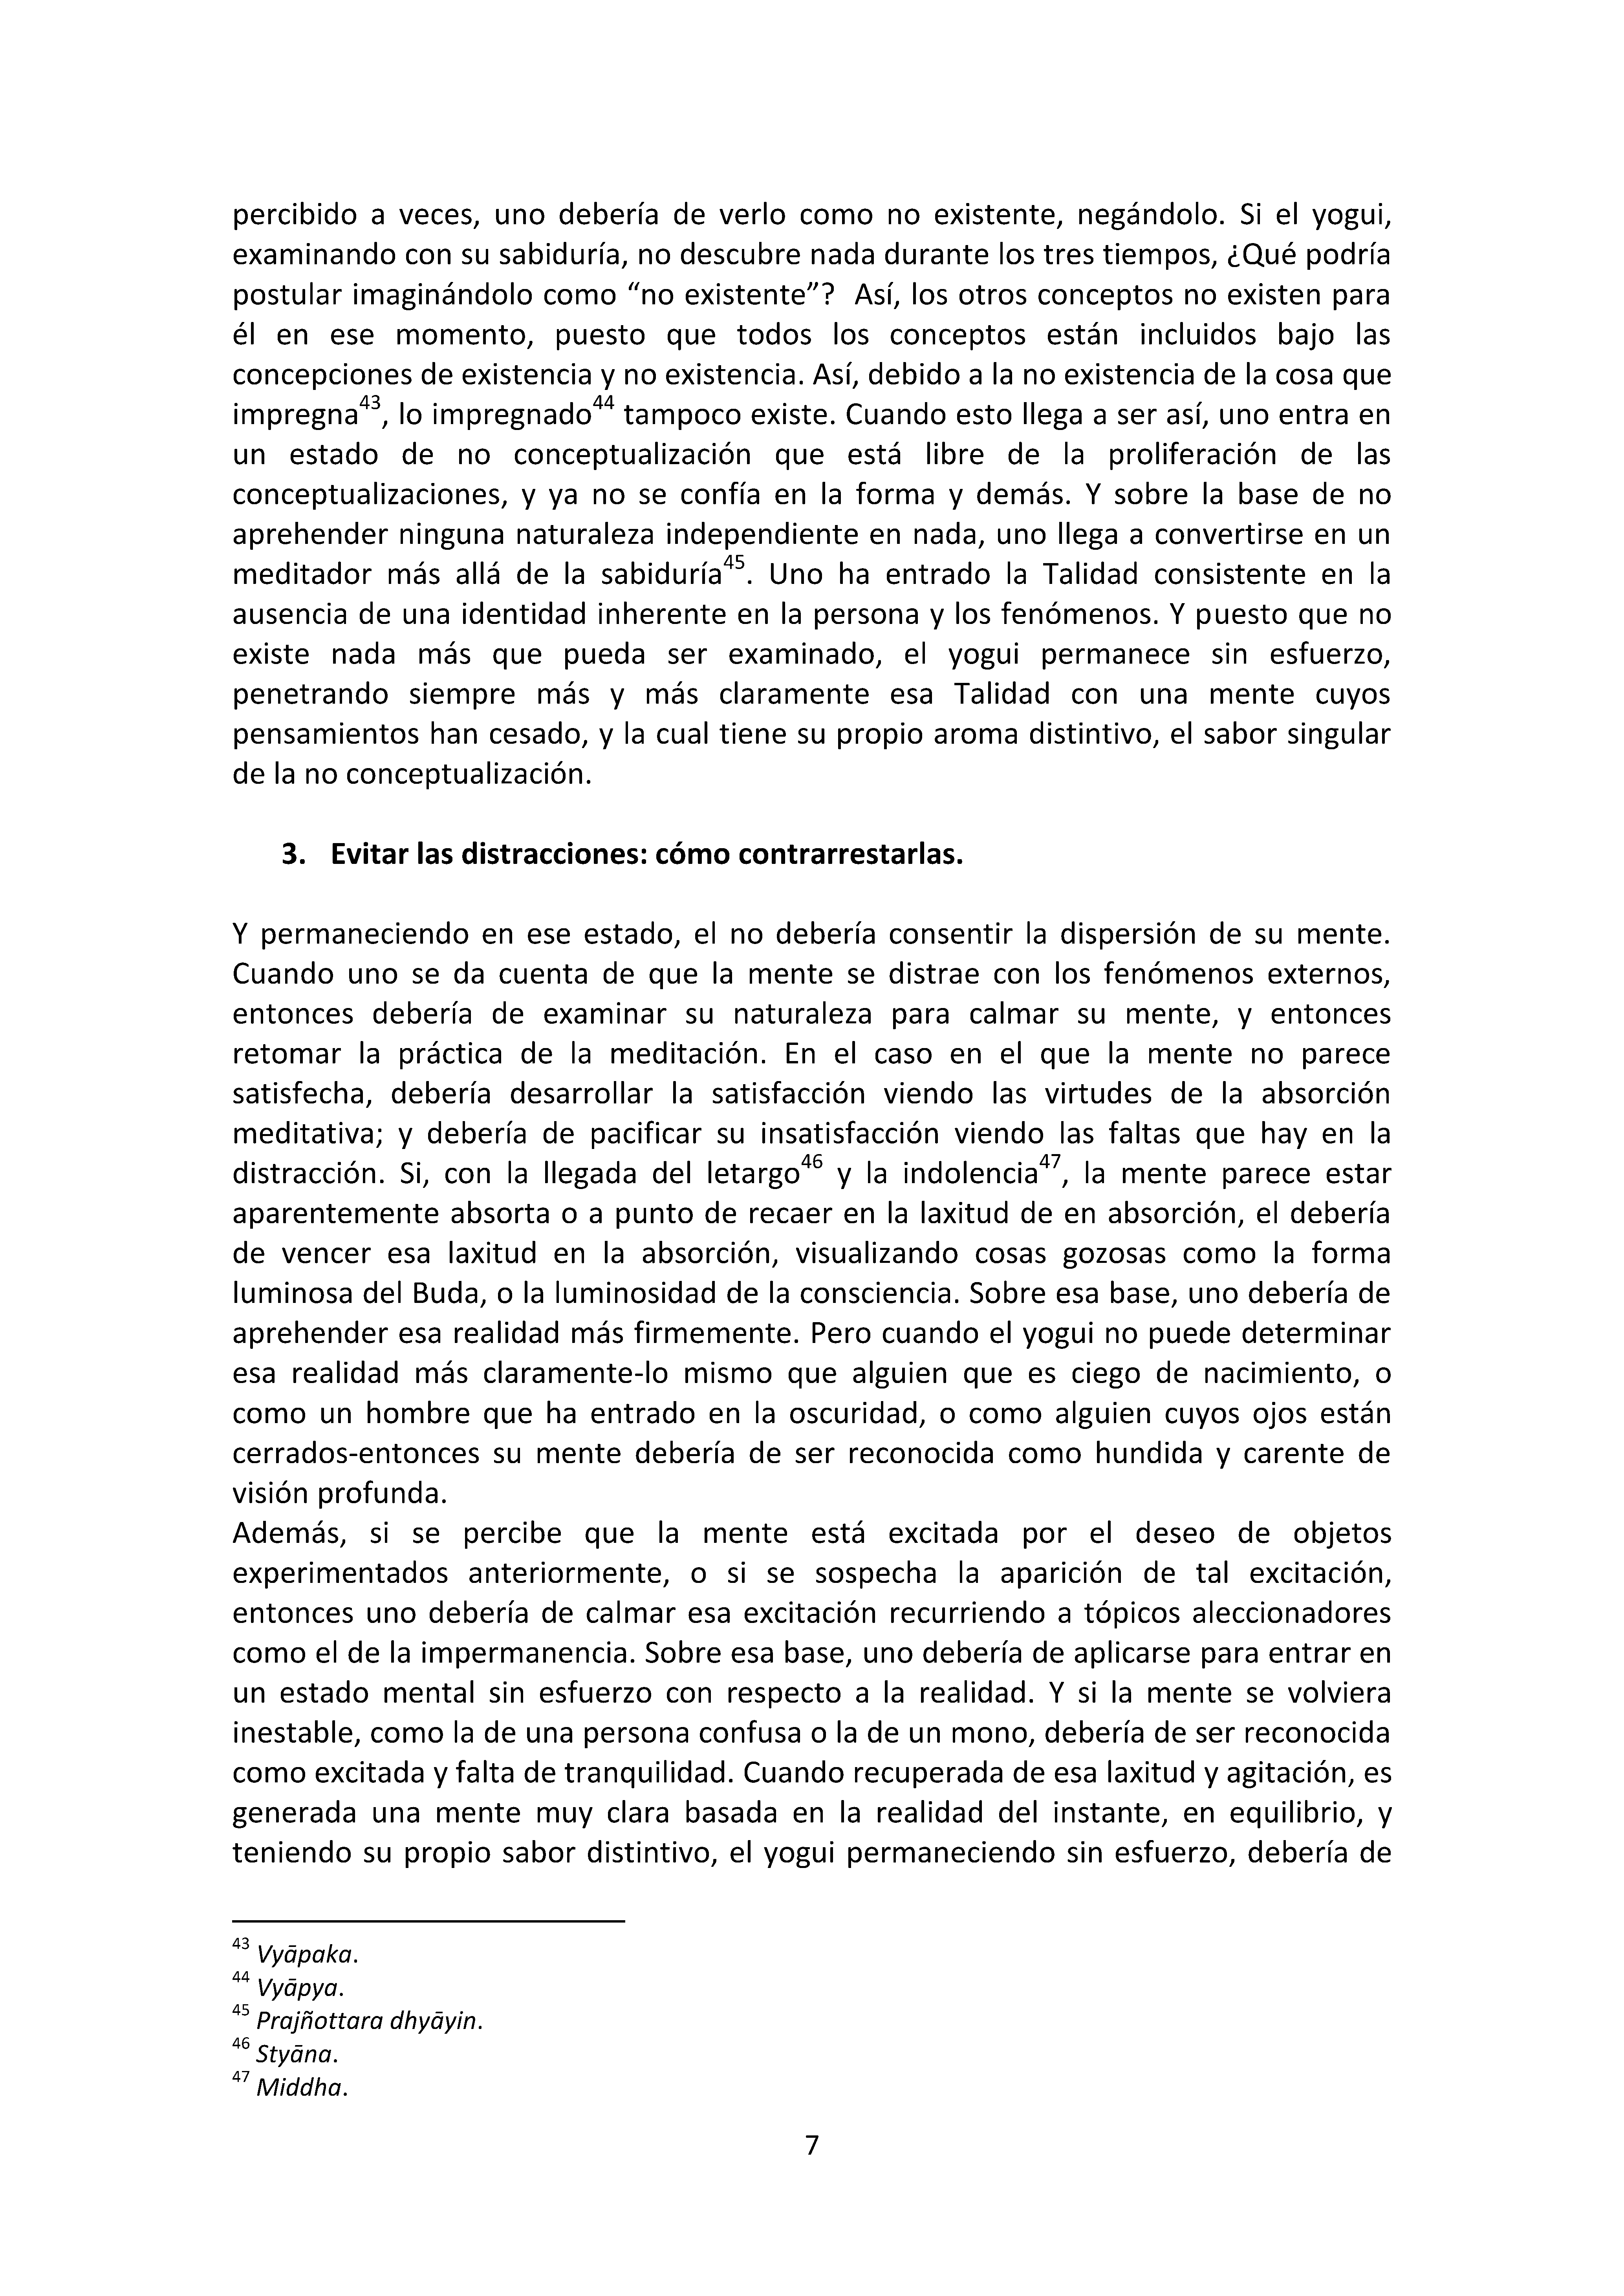 percibido a veces, uno debería de verlo como no existente, negándolo. Si el yogui,
examinando con su sabiduría, no descubre nada durante los tres tiempos, ¿Qué podría
postular imaginándolo como “no existente”?  Así, los otros conceptos no existen para
él en ese momento, puesto que todos los conceptos están incluidos bajo las
concepciones de existencia y no existencia. Así, debido a la no existencia de la cosa que
impregna43, lo impregnado44 tampoco existe. Cuando esto llega a ser así, uno entra en
un estado de no conceptualización que está libre de la proliferación de las
conceptualizaciones, y ya no se confía en la forma y demás. Y sobre la base de no
aprehender ninguna naturaleza independiente en nada, uno llega a convertirse en un
meditador más allá de la sabiduría45. Uno ha entrado la Talidad consistente en la
ausencia de una identidad inherente en la persona y los fenómenos. Y puesto que no
existe nada más que pueda ser examinado, el yogui permanece sin esfuerzo,
penetrando siempre más y más claramente esa Talidad con una mente cuyos
pensamientos han cesado, y la cual tiene su propio aroma distintivo, el sabor singular
de la no conceptualización.
3. Evitar las distracciones: cómo contrarrestarlas.
Y permaneciendo en ese estado, el no debería consentir la dispersión de su mente.
Cuando uno se da cuenta de que la mente se distrae con los fenómenos externos,
entonces debería de examinar su naturaleza para calmar su mente, y entonces
retomar la práctica de la meditación. En el caso en el que la mente no parece
satisfecha, debería desarrollar la satisfacción viendo las virtudes de la absorción
meditativa; y debería de pacificar su insatisfacción viendo las faltas que hay en la
distracción. Si, con la llegada del letargo46 y la indolencia47, la mente parece estar
aparentemente absorta o a punto de recaer en la laxitud de en absorción, el debería
de vencer esa laxitud en la absorción, visualizando cosas gozosas como la forma
luminosa del Buda, o la luminosidad de la consciencia. Sobre esa base, uno debería de
aprehender esa realidad más firmemente. Pero cuando el yogui no puede determinar
esa realidad más claramente-lo mismo que alguien que es ciego de nacimiento, o
como un hombre que ha entrado en la oscuridad, o como alguien cuyos ojos están
cerrados-entonces su mente debería de ser reconocida como hundida y carente de
visión profunda.
Además, si se percibe que la mente está excitada por el deseo de objetos
experimentados anteriormente, o si se sospecha la aparición de tal excitación,
entonces uno debería de calmar esa excitación recurriendo a tópicos aleccionadores
como el de la impermanencia. Sobre esa base, uno debería de aplicarse para entrar en
un estado mental sin esfuerzo con respecto a la realidad. Y si la mente se volviera
inestable, como la de una persona confusa o la de un mono, debería de ser reconocida
como excitada y falta de tranquilidad. Cuando recuperada de esa laxitud y agitación, es
generada una mente muy clara basada en la realidad del instante, en equilibrio, y
teniendo su propio sabor distintivo, el yogui permaneciendo sin esfuerzo, debería de
43 Vyāpaka.
44 Vyāpya.
45 Prajñottara dhyāyin.
46 Styāna.
47 Middha.
7